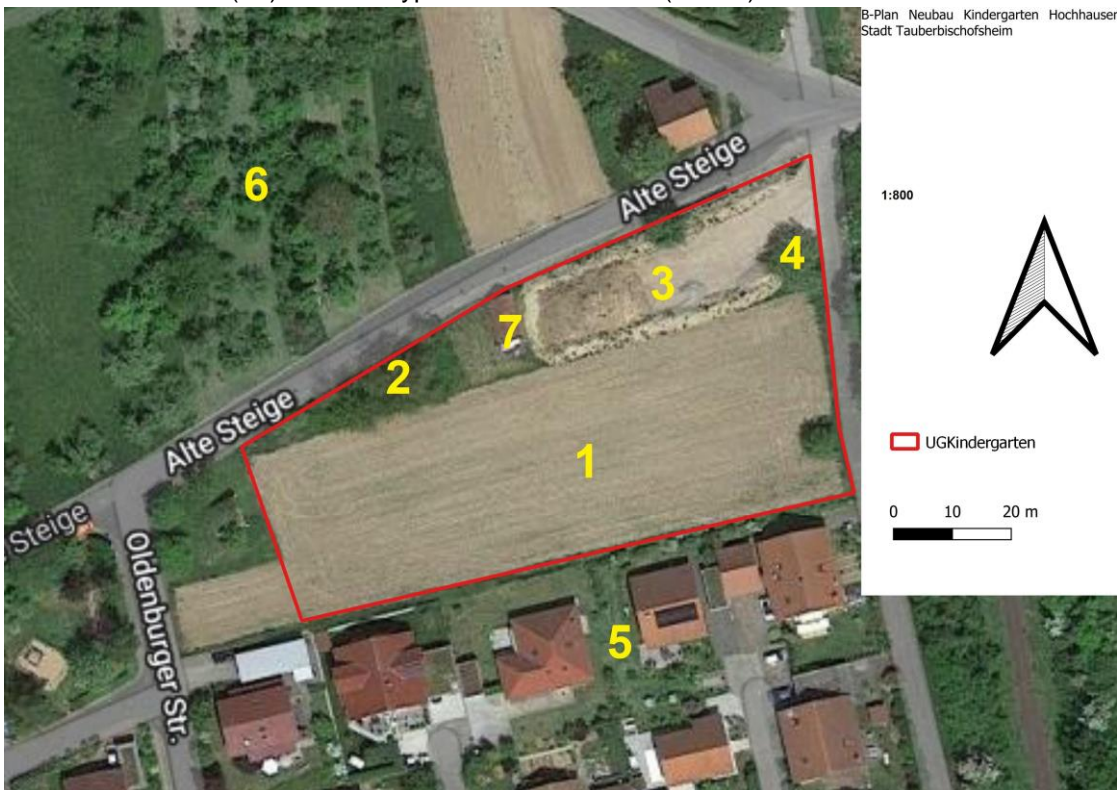 B-Plan Neubau Kindergarten Hochhausen
Stadt Tauberbischofsheim
6
Alte Steige
4
3
1:800
7
2
Alte Steige
1
UGKindergarten
Steige
0 10 20 m
Oldenburger Str.
5